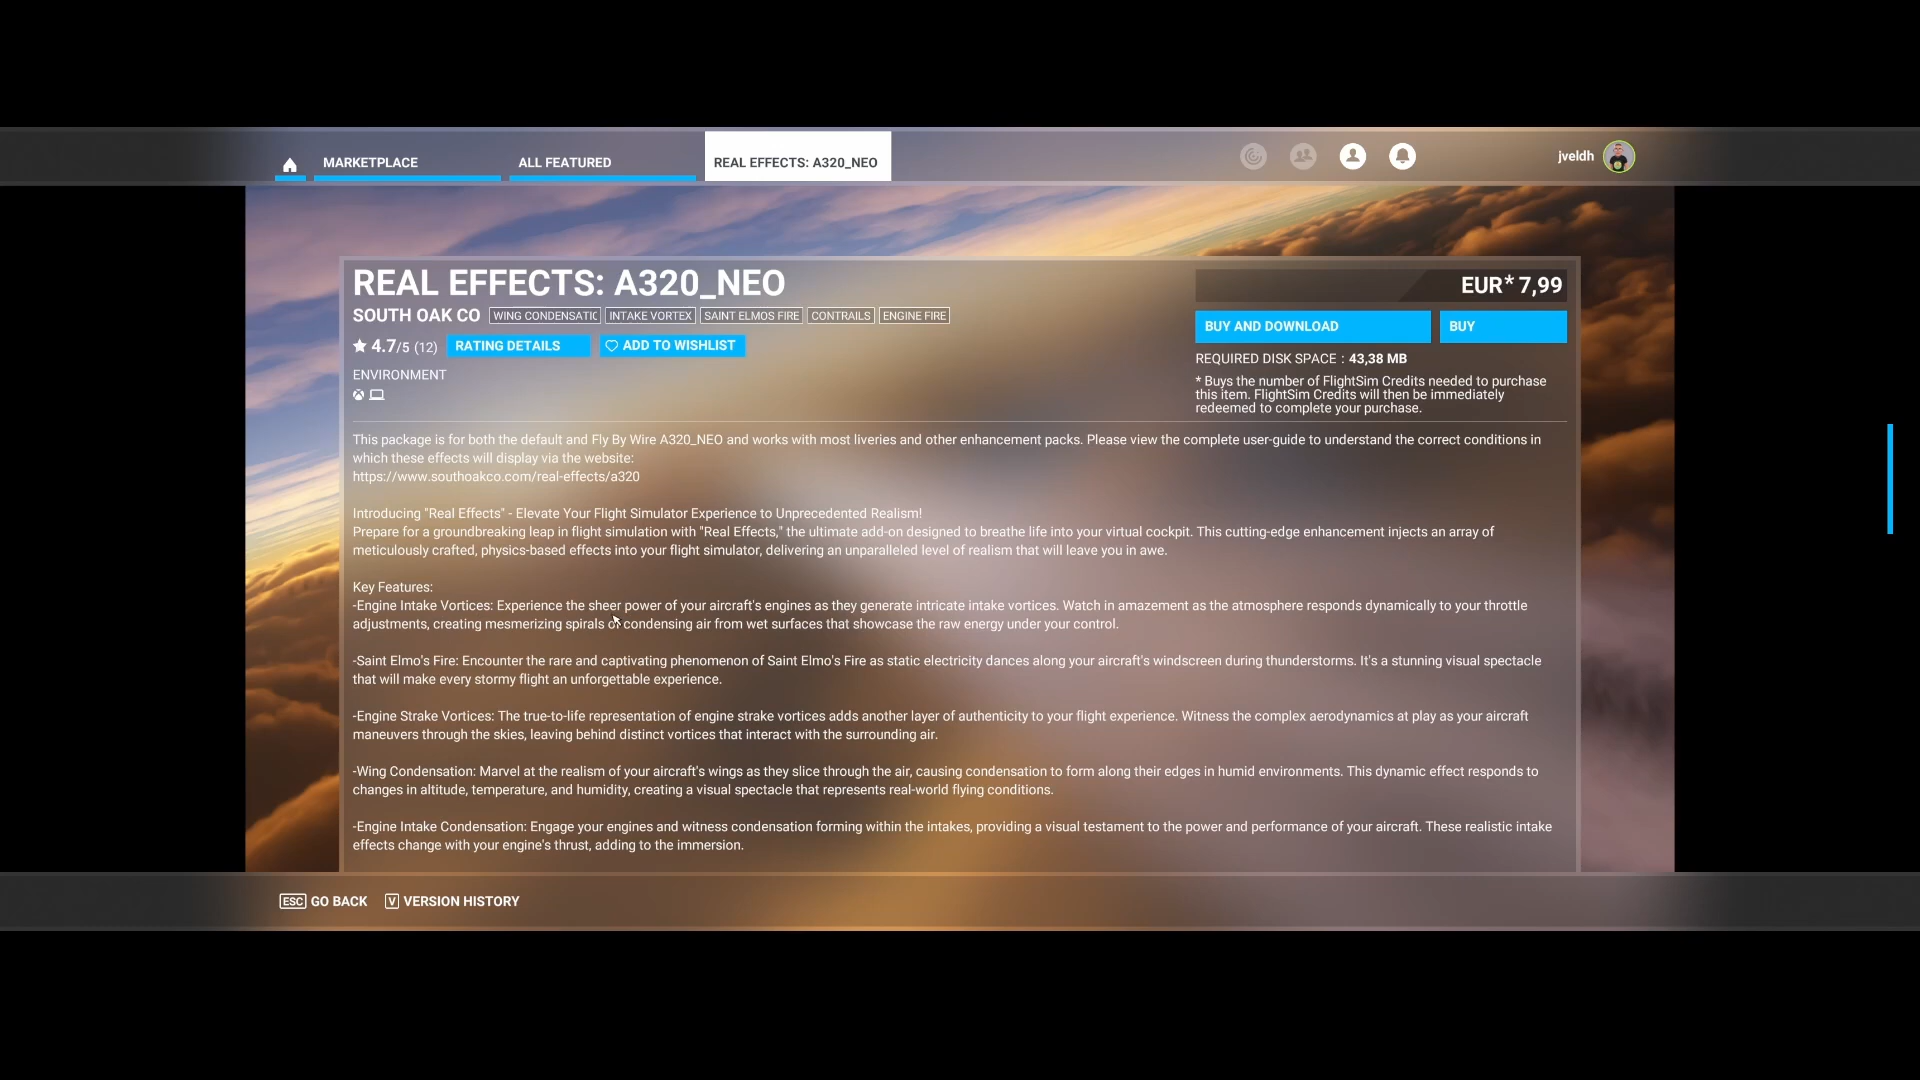 MARKETPLACE
ALL FEATURED
REAL EFFECTS: A320_NEO
jveldh
REAL EFFECTS: A320_NEO
SOUTH OAK CO
WING CONDENSATIC
INTAKE VORTEX
SAINT ELMOS FIRE
CONTRAILS
ENGINE FIRE
4.7/5 (12)
RATING DETAILS
ADD TO WISHLIST
ENVIRONMENT
EUR* 7,99
BUY AND DOWNLOAD
BUY
REQUIRED DISK SPACE : 43,38 MB
* Buys the number of FlightSim Credits needed to purchase
this item. FlightSim Credits will then be immediately
redeemed to complete your purchase.
This package is for both the default and Fly By Wire A320_NEO and works with most liveries and other enhancement packs. Please view the complete user-guide to understand the correct conditions in
which these effects will display via the website:
https://www.southoakco.com/real-effects/a320
Introducing "Real Effects" - Elevate Your Flight Simulator Experience to Unprecedented Realism!
Prepare for a groundbreaking leap in flight simulation with "Real Effects," the ultimate add-on designed to breathe life into your virtual cockpit. This cutting-edge enhancement injects an array of
meticulously crafted, physics-based effects into your flight simulator, delivering an unparalleled level of realism that will leave you in awe.
Key Features:
-Engine Intake Vortices: Experience the sheer power of your aircraft's engines as they generate intricate intake vortices. Watch in amazement as the atmosphere responds dynamically to your throttle
adjustments, creating mesmerizing spirals of condensing air from wet surfaces that showcase the raw energy under your control.
-Saint Elmo's Fire: Encounter the rare and captivating phenomenon of Saint Elmo's Fire as static electricity dances along your aircraft's windscreen during thunderstorms. It's a stunning visual spectacle
that will make every stormy flight an unforgettable experience.
-Engine Strake Vortices: The true-to-life representation of engine strake vortices adds another layer of authenticity to your flight experience. Witness the complex aerodynamics at play as your aircraft
maneuvers through the skies, leaving behind distinct vortices that interact with the surrounding air.
-Wing Condensation: Marvel at the realism of your aircraft's wings as they slice through the air, causing condensation to form along their edges in humid environments. This dynamic effect responds to
changes in altitude, temperature, and humidity, creating a visual spectacle that represents real-world flying conditions.
-Engine Intake Condensation: Engage your engines and witness condensation forming within the intakes, providing a visual testament to the power and performance of your aircraft. These realistic intake
effects change with your engine's thrust, adding to the immersion.
ESC GO BACK
V VERSION HISTORY